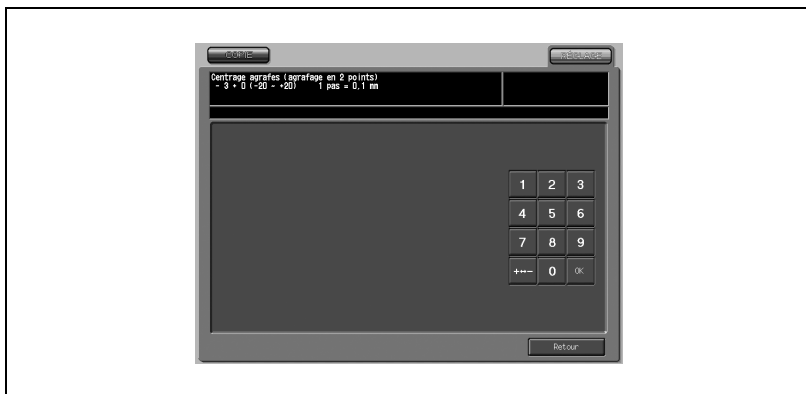 COPIE
RÉGLAGE
Centrage agrafes (agrafage en 2 points)
- 3 + 0 (-20 ~ +20) 1 pas = 0,1 mm
1 2 3
4 5 6
7 8 9
+↔− 0 OK
Retour